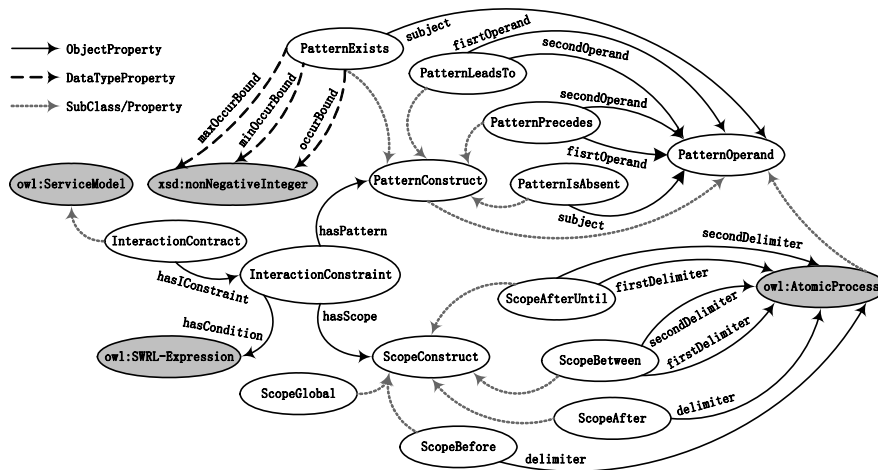 subject
fisrtOperand
ObjectProperty
PatternExists
secondOperand
DataTypeProperty
PatternLeadsTo
SubClass/Property
maxOccurBound
minOccurBound
occurBound
secondOperand
PatternPrecedes
fisrtOperand
PatternOperand
owl:ServiceModel
xsd:nonNegativeInteger
PatternConstruct
PatternIsAbsent
subject
hasPattern
InteractionContract
secondDelimiter
hasIConstraint
InteractionConstraint
ScopeAfterUntil
firstDelimiter
owl:AtomicProcess
hasCondition
hasScope
secondDelimiter
firstDelimiter
owl:SWRL-Expression
ScopeConstruct
ScopeBetween
ScopeGlobal
ScopeAfter
delimiter
ScopeBefore
delimiter